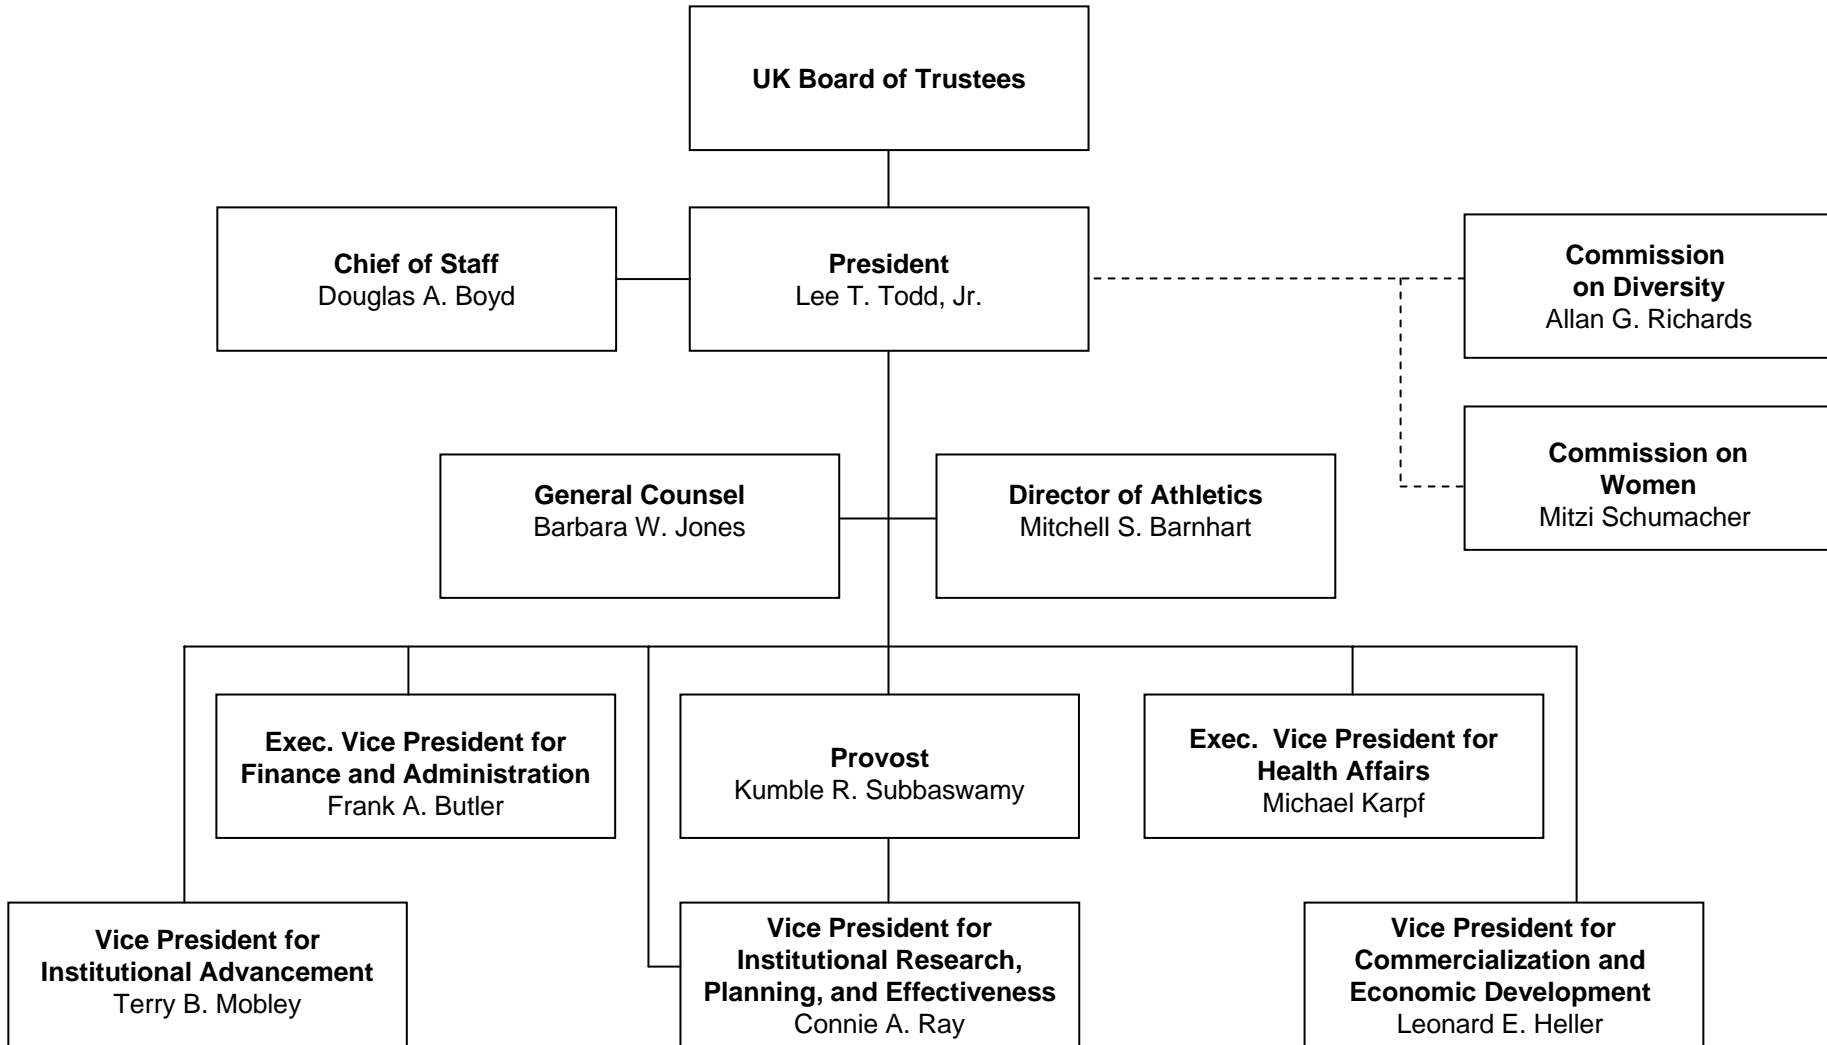 UK Board of Trustees
Chief of Staff
Douglas A. Boyd
President
Lee T. Todd, Jr.
Commission
on Diversity
Allan G. Richards
Commission on
Women
Mitzi Schumacher
General Counsel
Barbara W. Jones
Director of Athletics
Mitchell S. Barnhart
Exec. Vice President for
Finance and Administration
Frank A. Butler
Provost
Kumble R. Subbaswamy
Exec. Vice President for
Health Affairs
Michael Karpf
Vice President for
Institutional Advancement
Terry B. Mobley
Vice President for
Institutional Research,
Planning, and Effectiveness
Connie A. Ray
Vice President for
Commercialization and
Economic Development
Leonard E. Heller